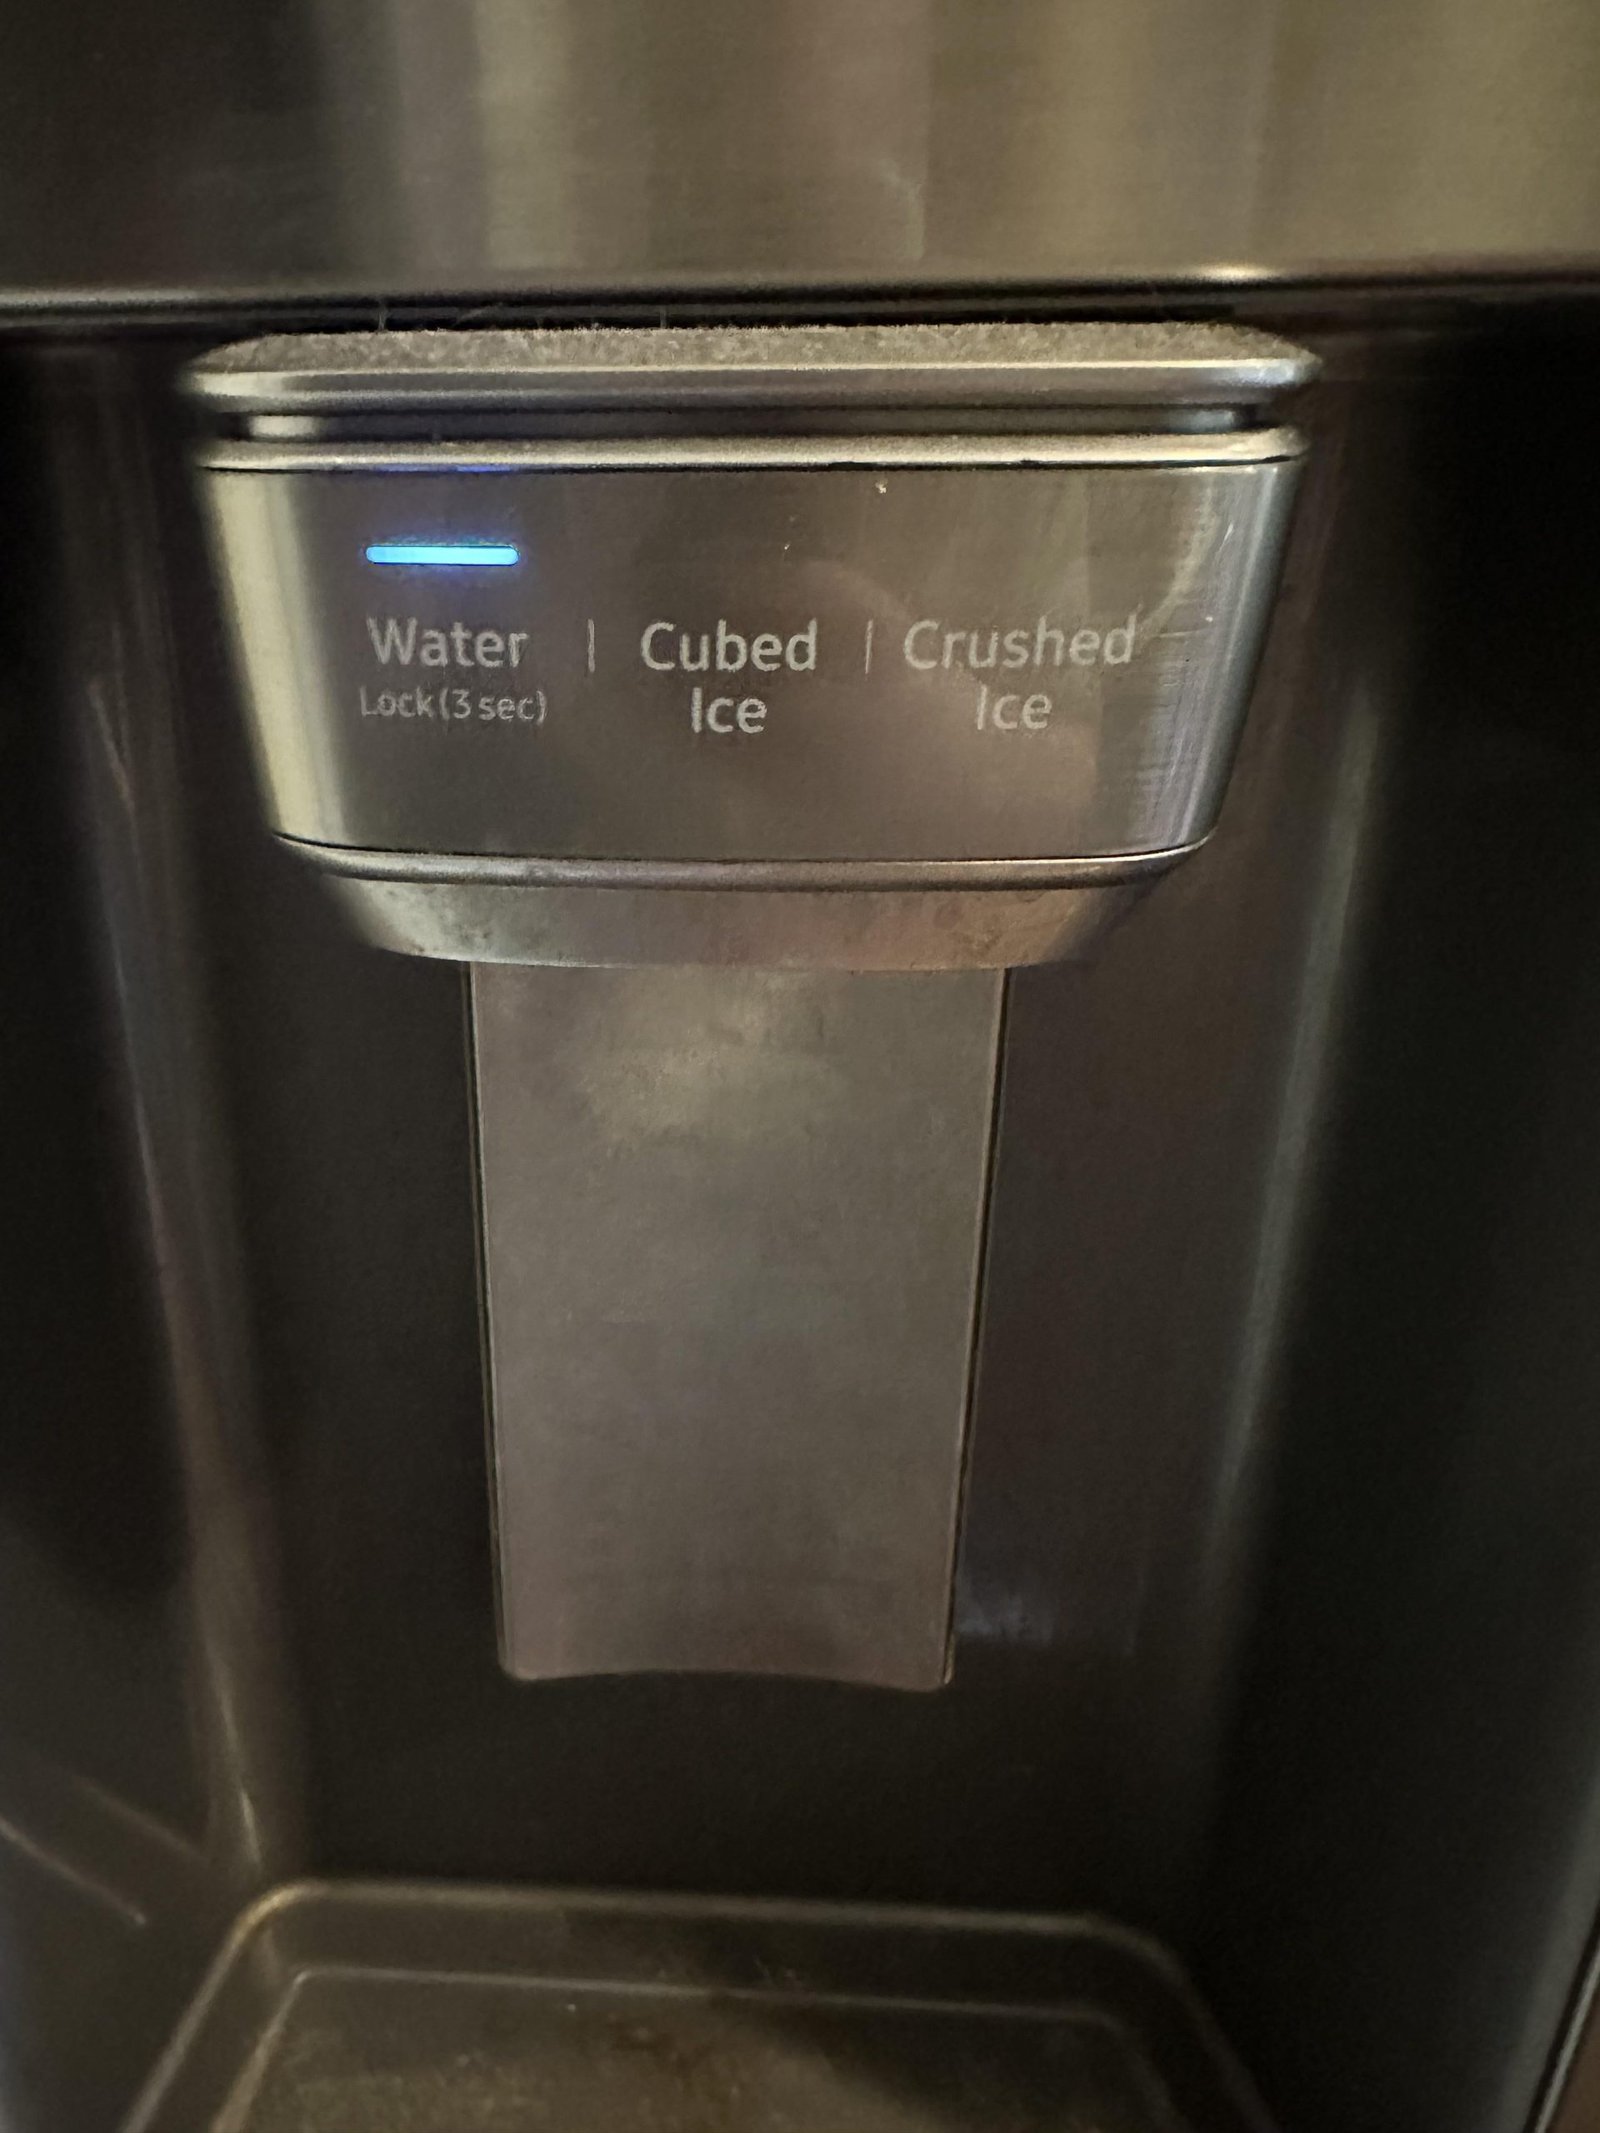 Water | Cubed | Crushed
Lock(3 sec) Ice Ice